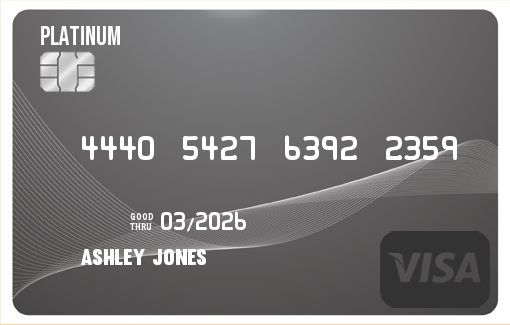 PLATINUM
4440 5427 6392 2359
GOOD
THRU 03/2026
ASHLEY JONES
VISA